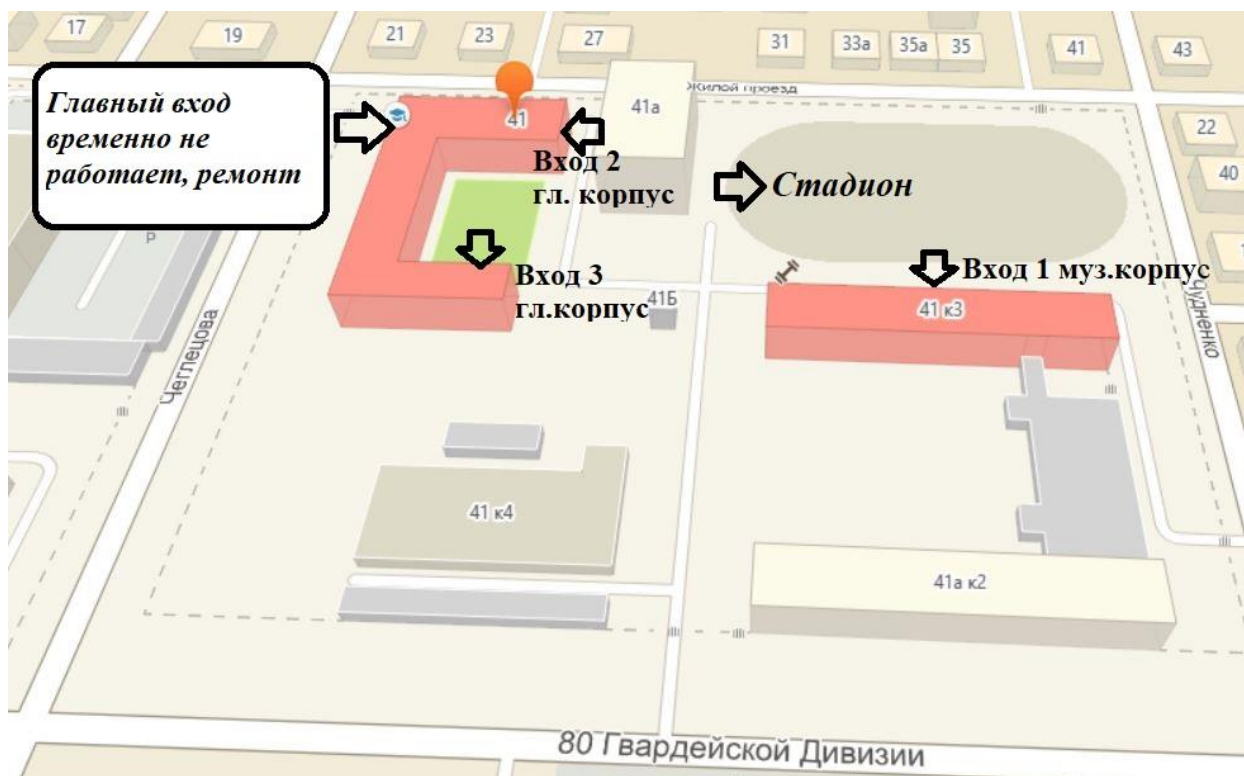 17
19
21
23
27
31
33а
35а
35
41
43
Главный вход
временно не
работает, ремонт
41
41а
Жилой проезд
22
40
Вход 2
гл. корпус
Стадион
Р
Вход 3
гл.корпус
41Б
Вход 1 муз.корпус
41 к3
Чеглецова
Чудненко
41 к4
41а к2
80 Гвардейской Дивизии